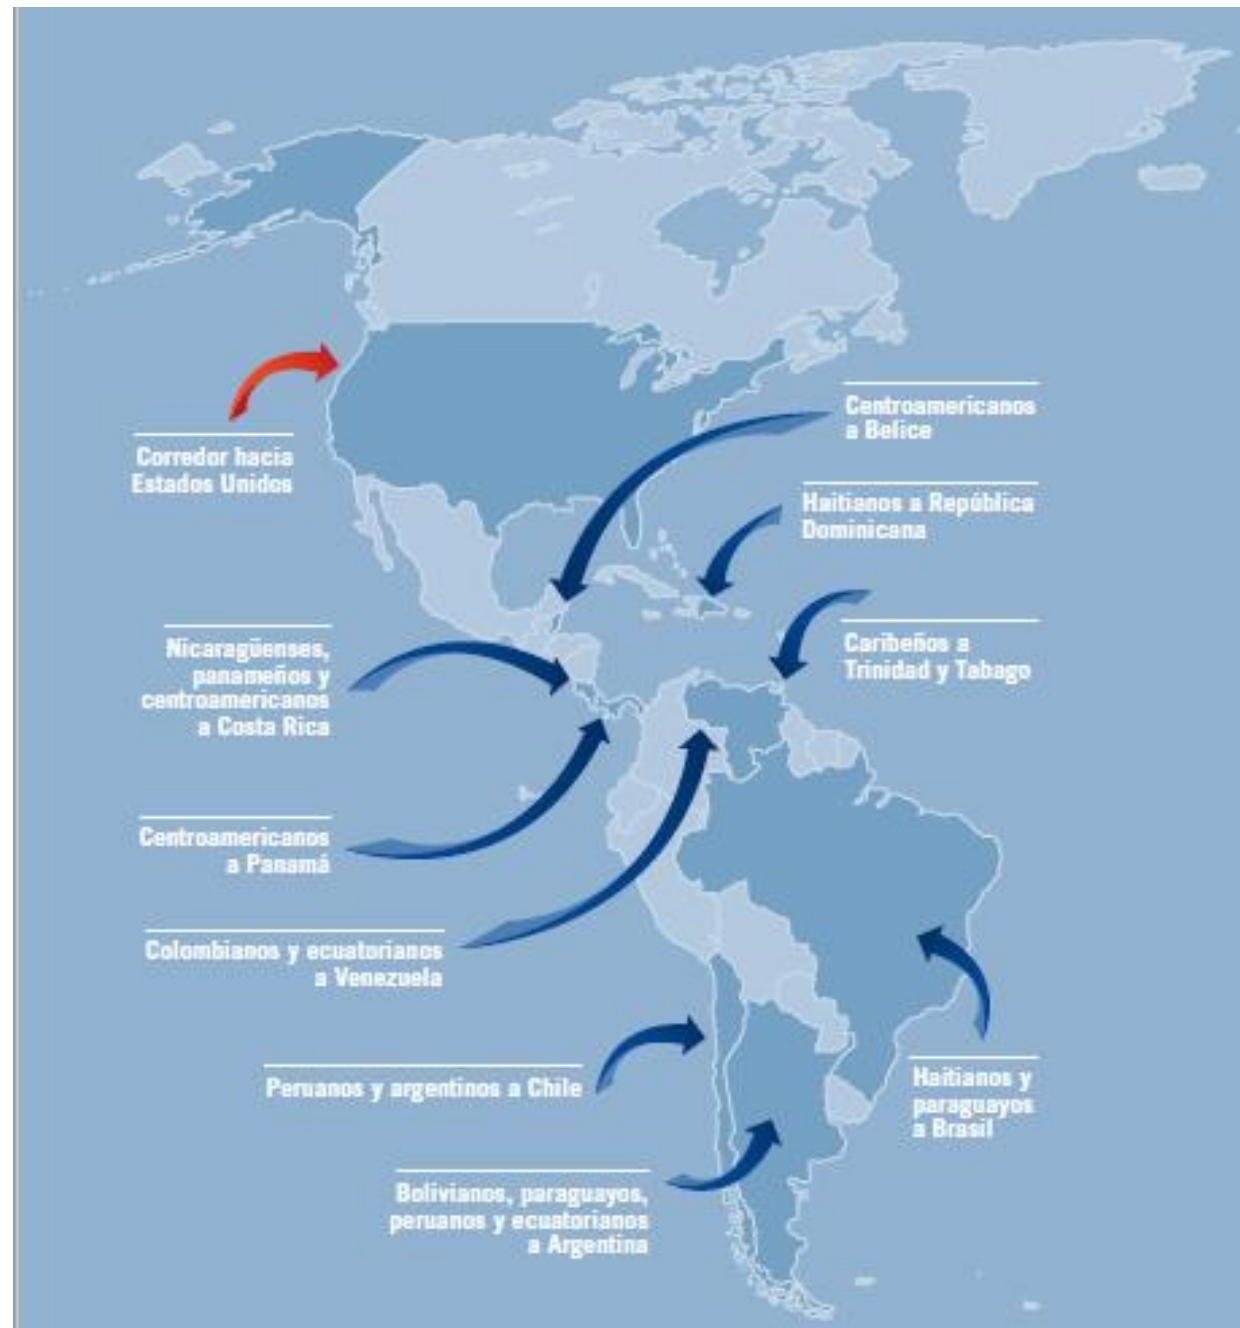 Corredor hacia
Estados Unidos
Centroamericanos
a Belice
Haitianos a República
Dominicana
Caribeños a
Trinidad y Tabago
Nicaragüenses,
panameños y
centroamericanos
a Costa Rica
Centroamericanos
a Panamá
Colombianos y ecuatorianos
a Venezuela
Peruanos y argentinos a Chile
Haitianos y
paraguayos
a Brasil
Bolivianos, paraguayos,
peruanos y ecuatorianos
a Argentina